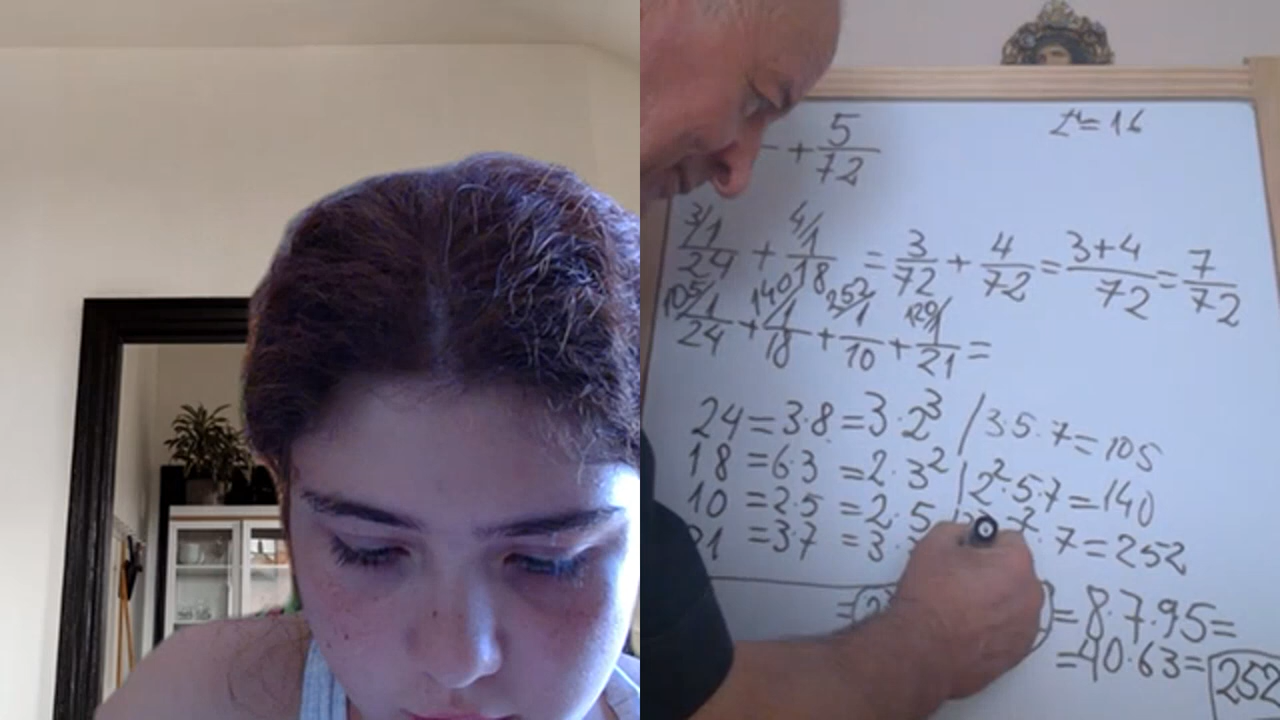 + 5/72
2⁴=16
3/ 1/24 + 4/ 1/18 = 3/72 + 4/72 = 3+4/72 = 7/72
105/ 1/24 + 140/ 1/18 + 252/ 1/10 + 120/ 1/21 =
24 = 3·8 = 3·2³ / 3·5·7 = 105
18 = 6·3 = 2·3² / 2²·5·7 = 140
10 = 2·5 = 2·5 / ·7 = 252
21 = 3·7 = 3·
= = 8·7·95 =
= 40·63 = 252